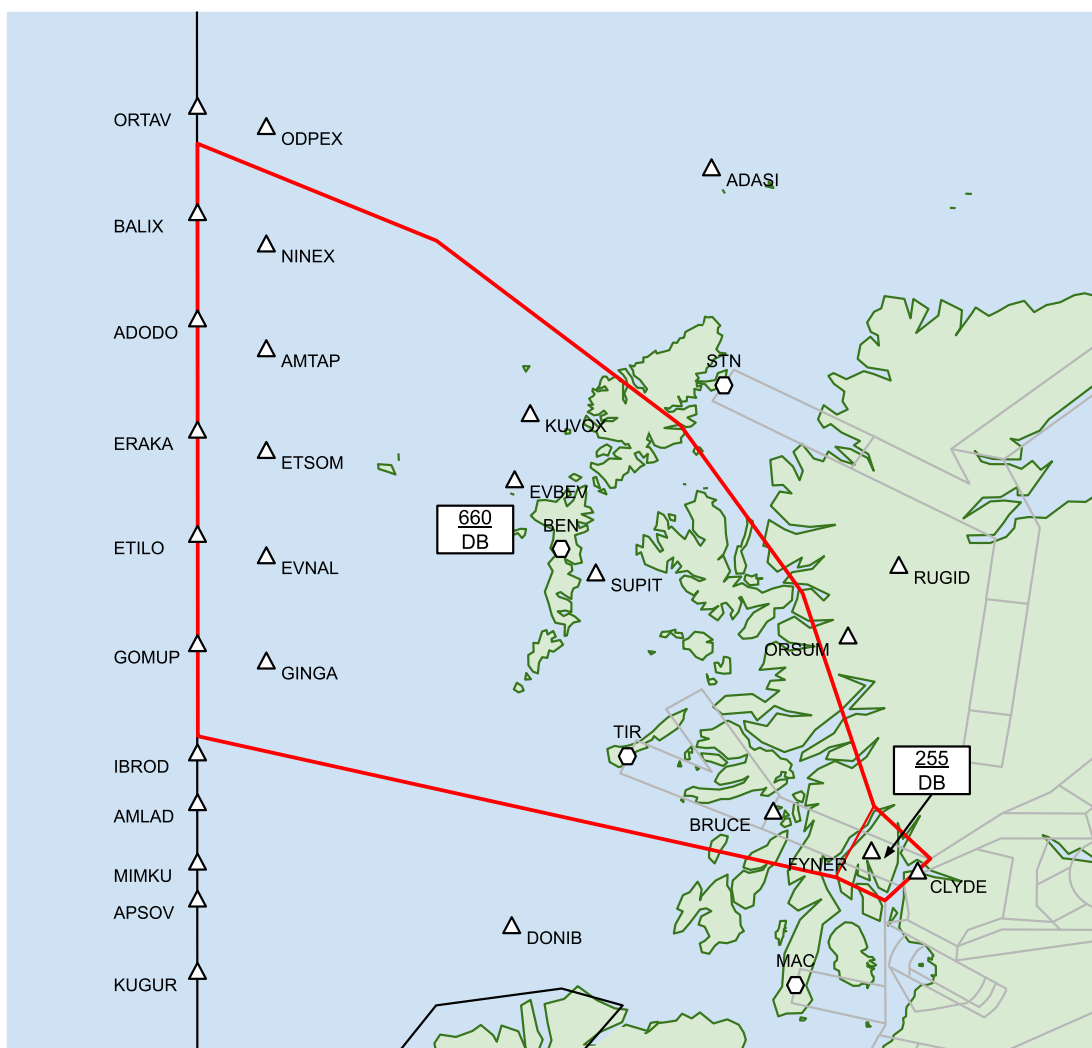 ORTAV
ODPEX
ADASI
BALIX
NINEX
ADODO
AMTAP
STN
KUVOX
ERAKA
ETSOM
EVBEV
660
DB
BEN
ETILO
EVNAL
SUPIT
RUGID
ORSUM
GOMUP
GINGA
TIR
IBROD
255
DB
AMLAD
BRUCE
FYNER
MIMKU
CLYDE
APSOV
DONIB
MAC
KUGUR